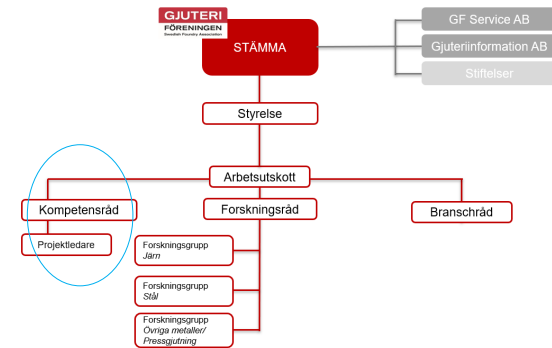 GJUTERI
FÖRENINGEN
Swedish Foundry Association
STÄMMA
GF Service AB
Gjuteriinformation AB
Stiftelser
Styrelse
Arbetsutskott
Kompetensråd
Forskningsråd
Branschråd
Projektledare
Forskningsgrupp
Järn
Forskningsgrupp
Stål
Forskningsgrupp
Övriga metaller/
Pressgjutning